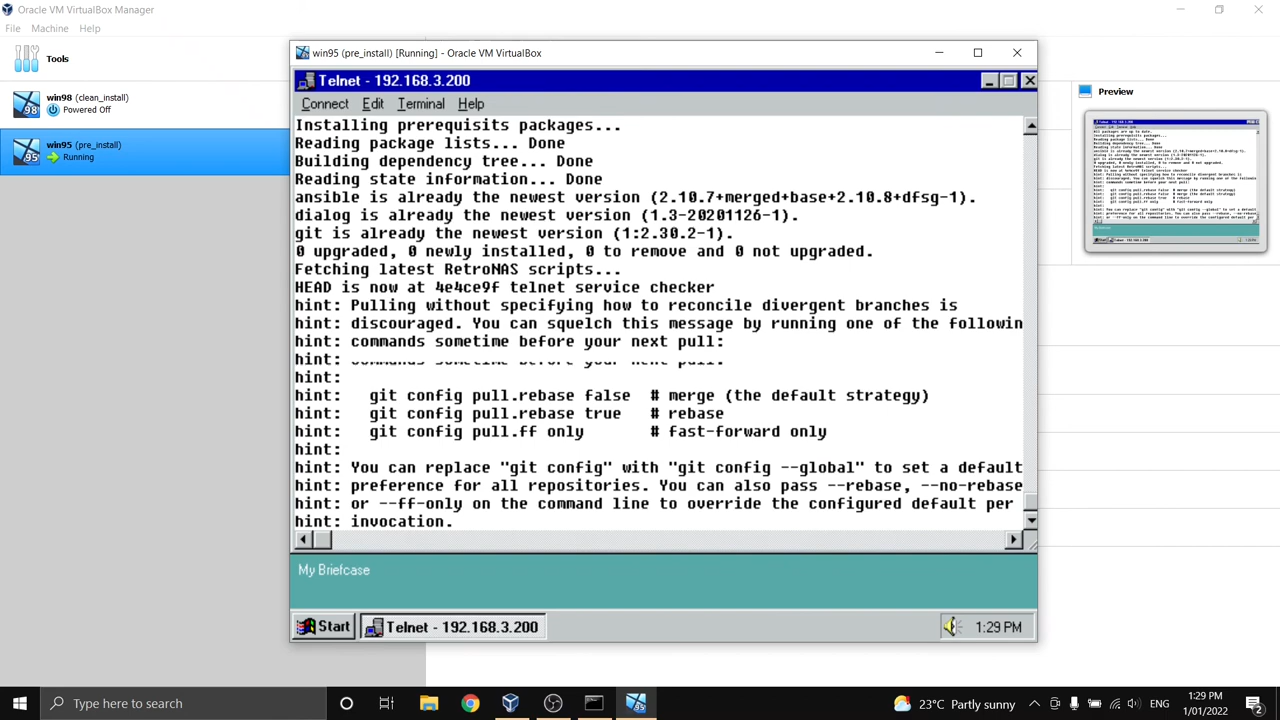 Oracle VM VirtualBox Manager
File Machine Help
Tools
win98 (clean_install)
Powered Off
win95 (pre_install)
Running
win95 (pre_install) [Running] - Oracle VM VirtualBox
Telnet - 192.168.3.200
Connect Edit Terminal Help
Installing prerequisits packages...
Reading package lists... Done
Building dependency tree... Done
Reading state information... Done
ansible is already the newest version (2.10.7+merged+base+2.10.8+dfsg-1).
dialog is already the newest version (1.3-20201126-1).
git is already the newest version (1:2.30.2-1).
0 upgraded, 0 newly installed, 0 to remove and 0 not upgraded.
Fetching latest RetroNAS scripts...
HEAD is now at 4e4ce9f telnet service checker
hint: Pulling without specifying how to reconcile divergent branches is
hint: discouraged. You can squelch this message by running one of the followin
hint: commands sometime before your next pull:
hint: commands sometime before your next pull:
hint:
hint:   git config pull.rebase false  # merge (the default strategy)
hint:   git config pull.rebase true   # rebase
hint:   git config pull.ff only       # fast-forward only
hint:
hint: You can replace "git config" with "git config --global" to set a default
hint: preference for all repositories. You can also pass --rebase, --no-rebase
hint: or --ff-only on the command line to override the configured default per
hint: invocation.
My Briefcase
Start
Telnet - 192.168.3.200
1:29 PM
Preview
Type here to search
23°C Partly sunny
ENG
1:29 PM
1/01/2022
2